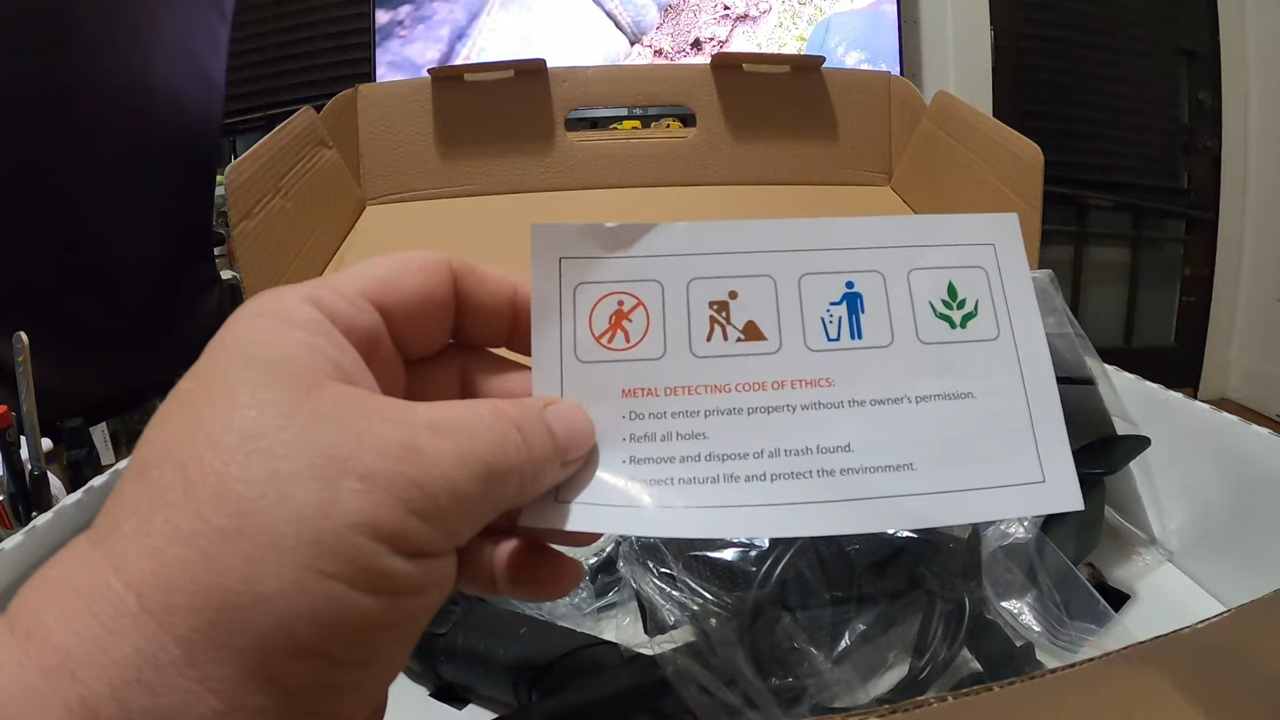 METAL DETECTING CODE OF ETHICS:
• Do not enter private property without the owner's permission.
• Refill all holes.
• Remove and dispose of all trash found.
natural life and protect the environment.